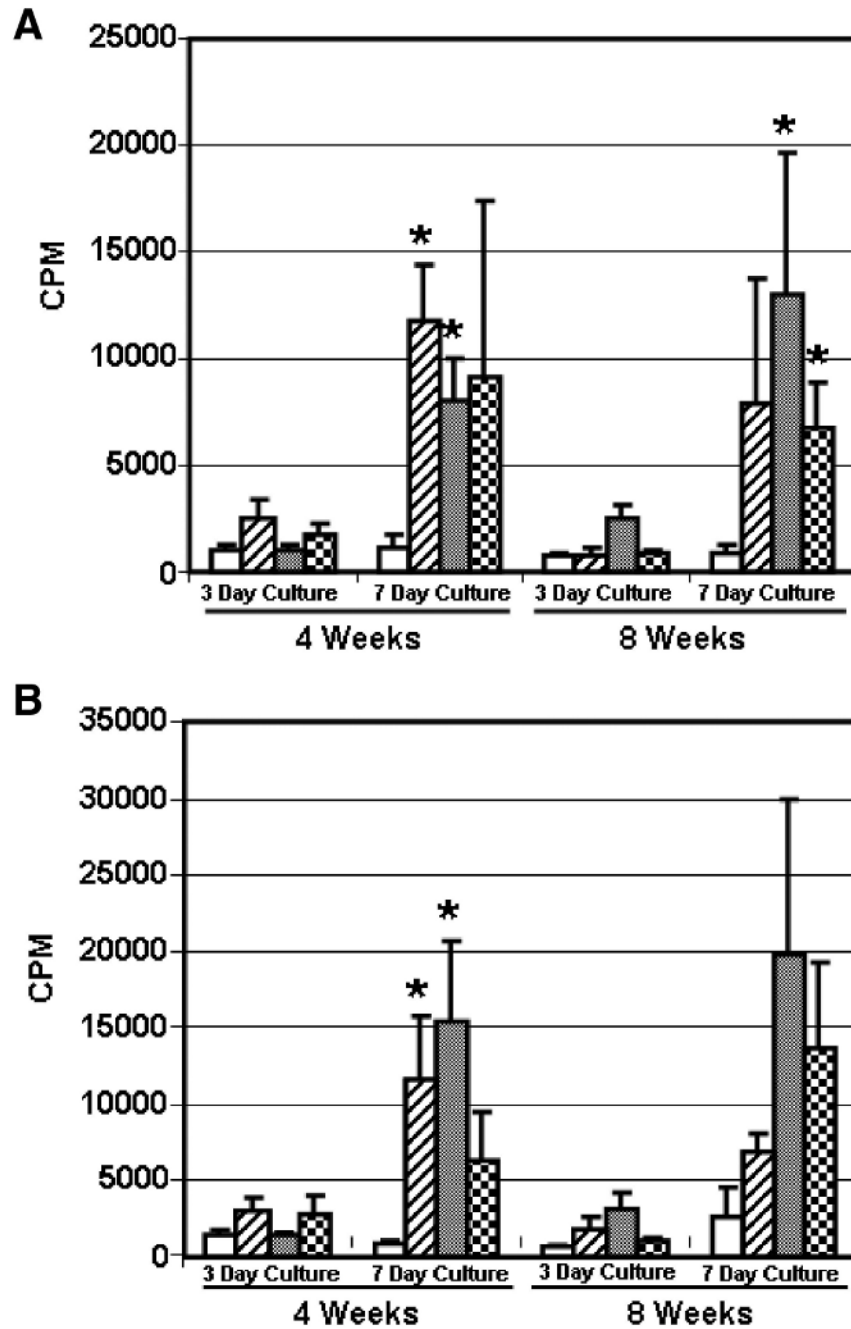 A
25000
20000
15000
10000
5000
0
CPM
* * * *
3 Day Culture 7 Day Culture 3 Day Culture 7 Day Culture
4 Weeks 8 Weeks
B
35000
30000
25000
20000
15000
10000
5000
0
CPM
* *
3 Day Culture 7 Day Culture 3 Day Culture 7 Day Culture
4 Weeks 8 Weeks